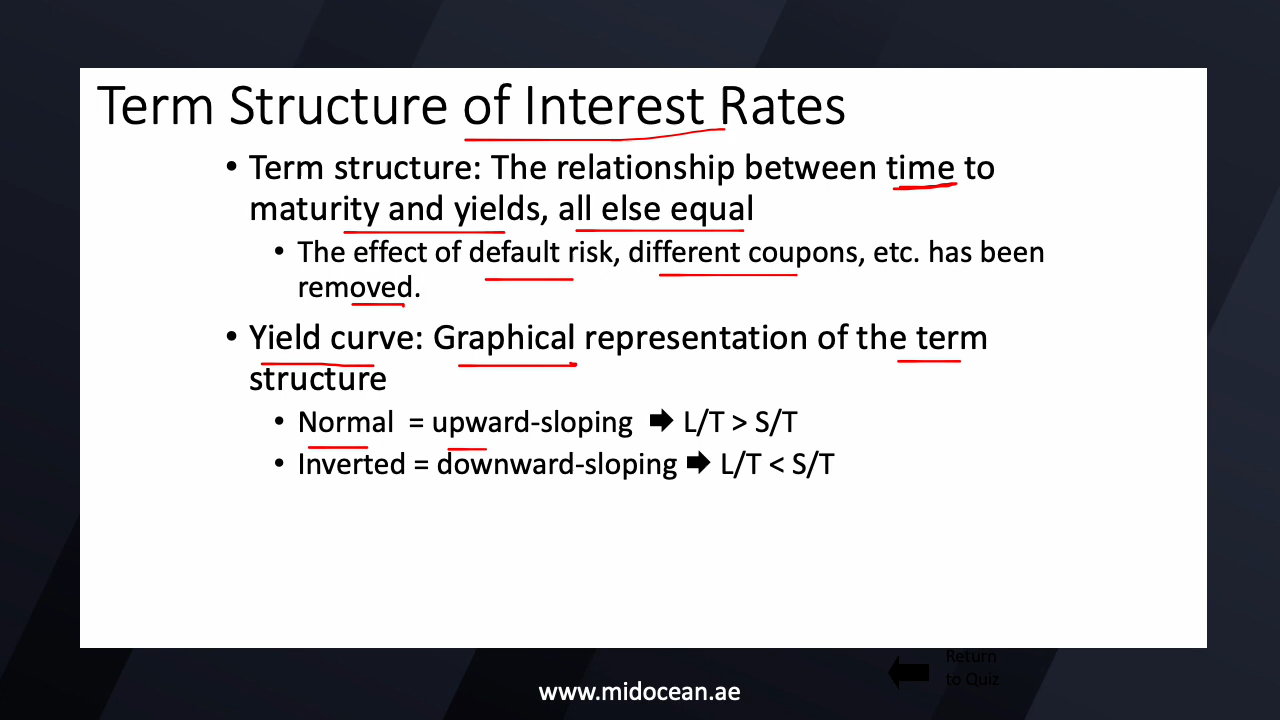 Term Structure of Interest Rates
• Term structure: The relationship between time to
maturity and yields, all else equal
• The effect of default risk, different coupons, etc. has been
removed.
• Yield curve: Graphical representation of the term
structure
• Normal = upward-sloping 🡆 L/T > S/T
• Inverted = downward-sloping 🡆 L/T < S/T
Return
to Quiz
www.midocean.ae